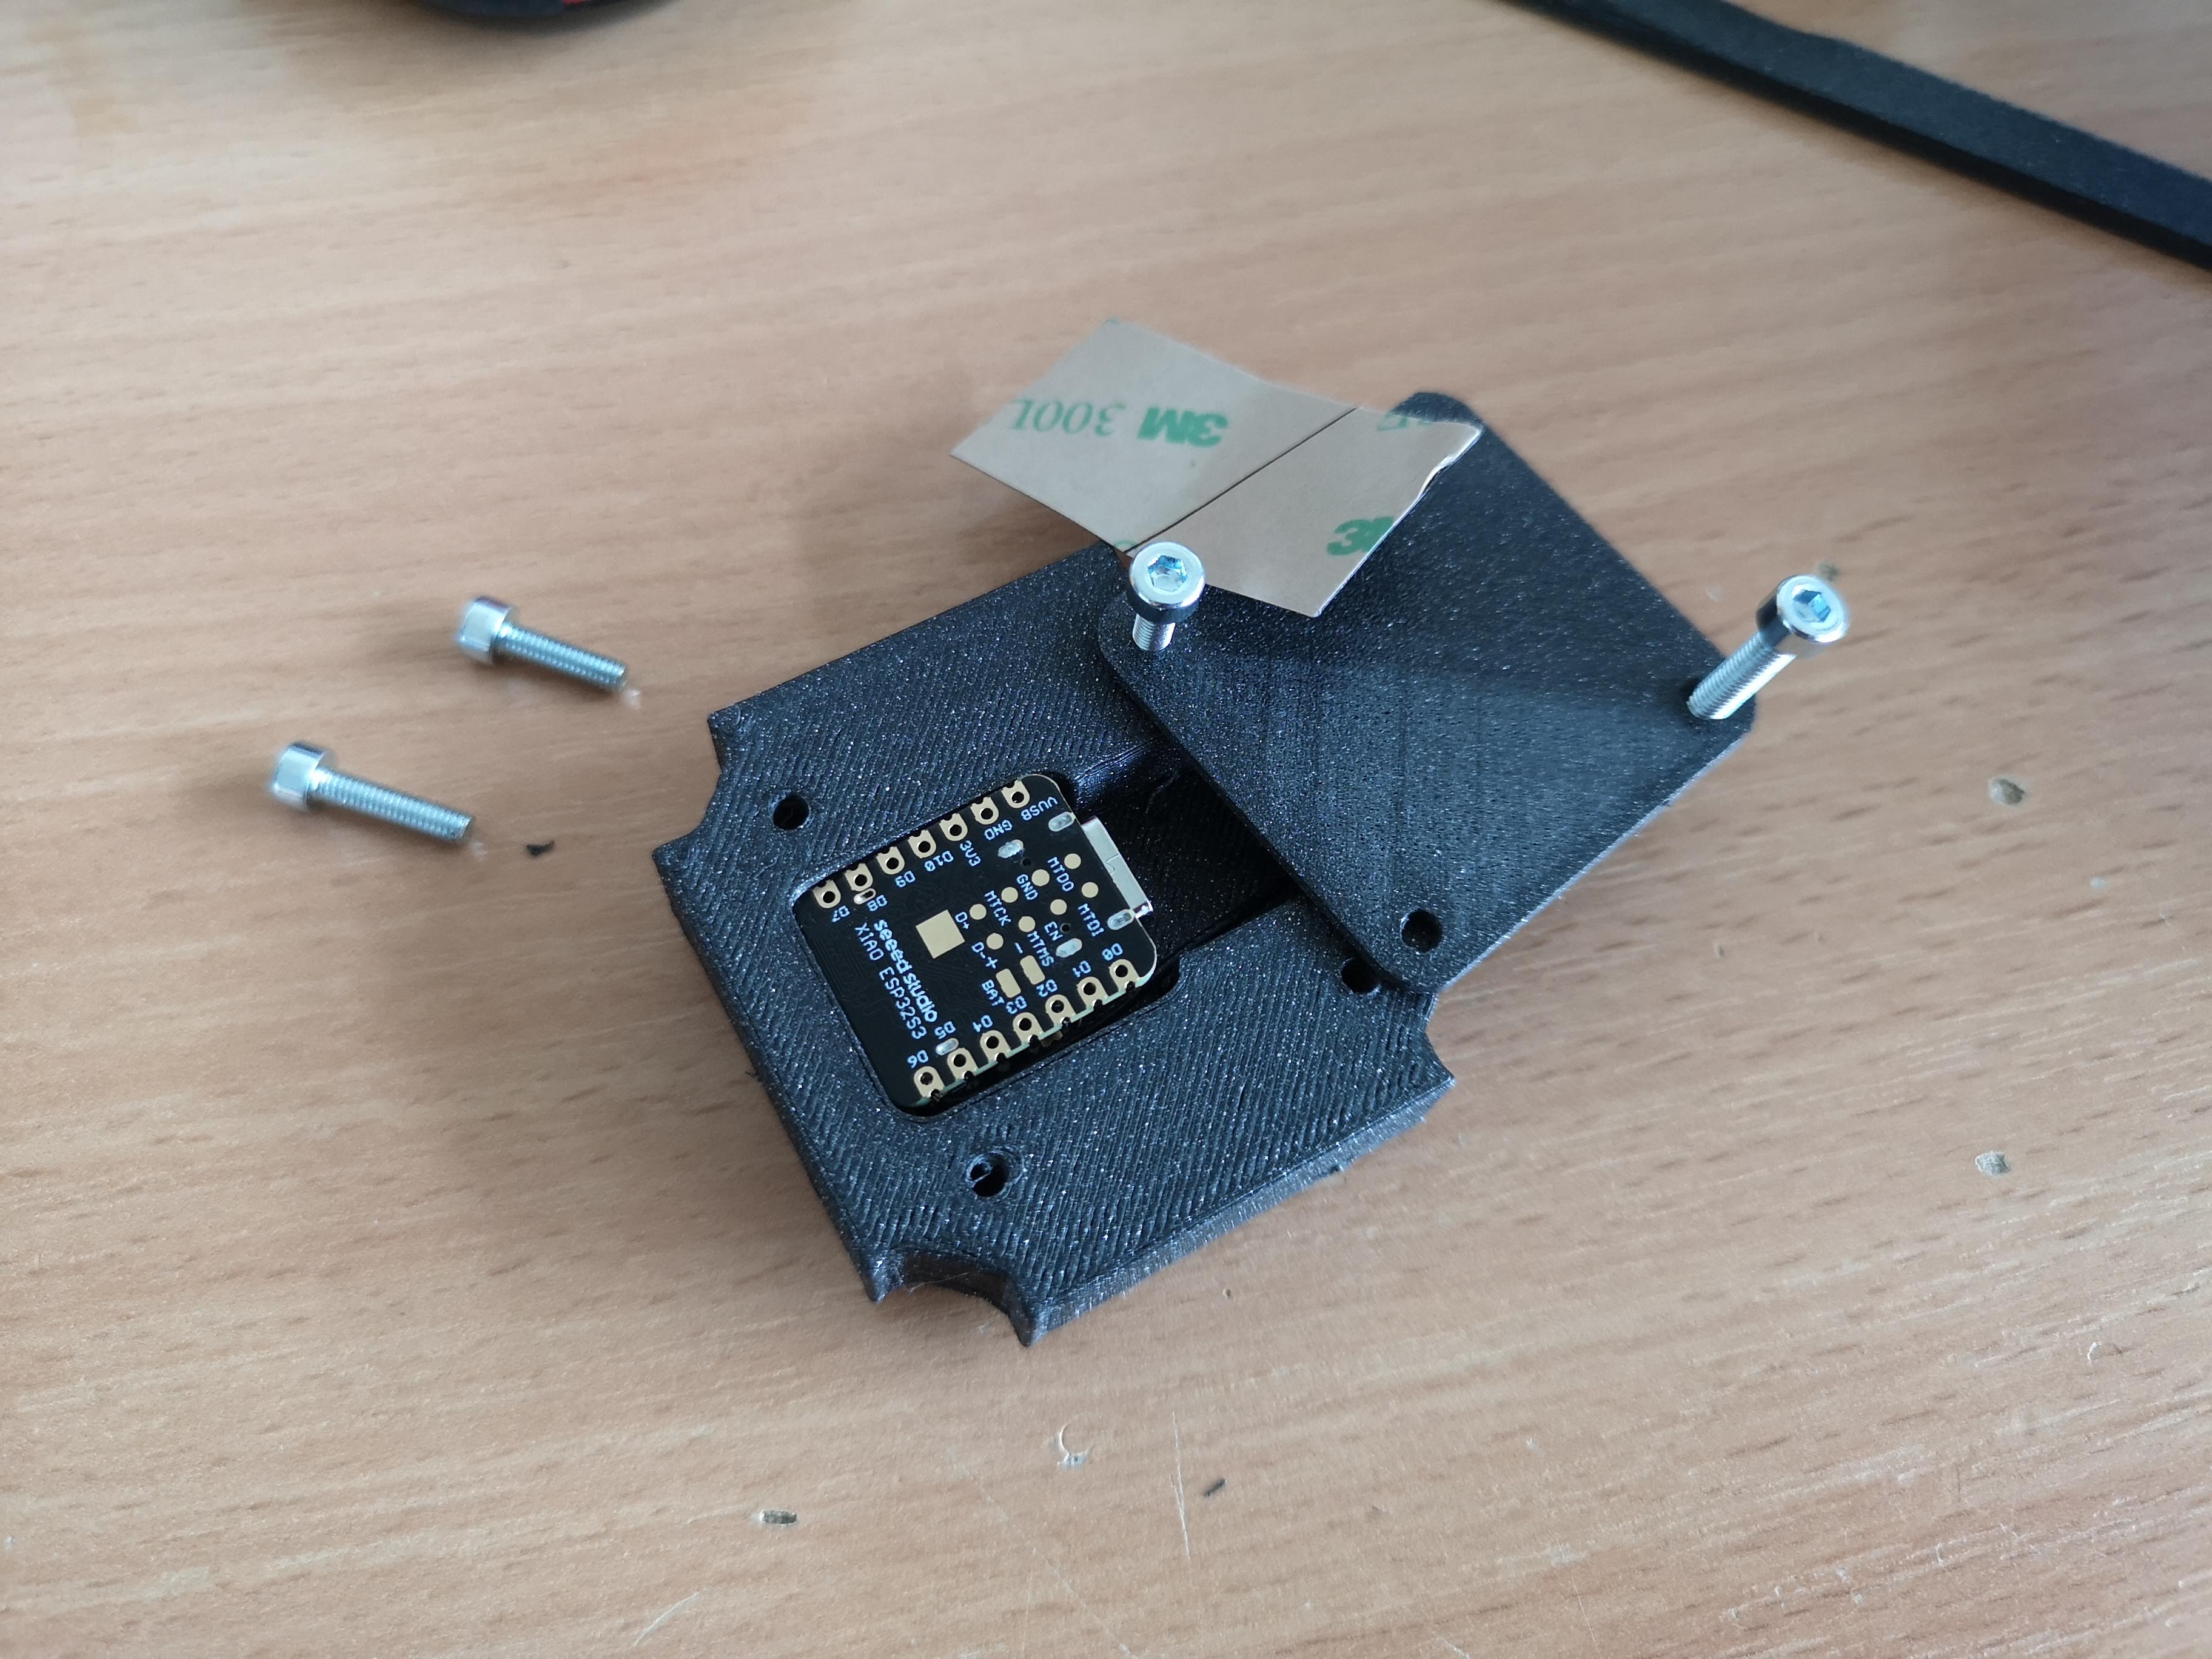 3M 300L
3M
VUSB
GND
3V3
D10
D9
D8
D7
MTDO
MTDI
GND
EN
MTCK
MTMS
D+
D-
+
-
BAT
seeed studio
XIAO ESP32S3
D0
D1
D2
D3
D4
D5
D6